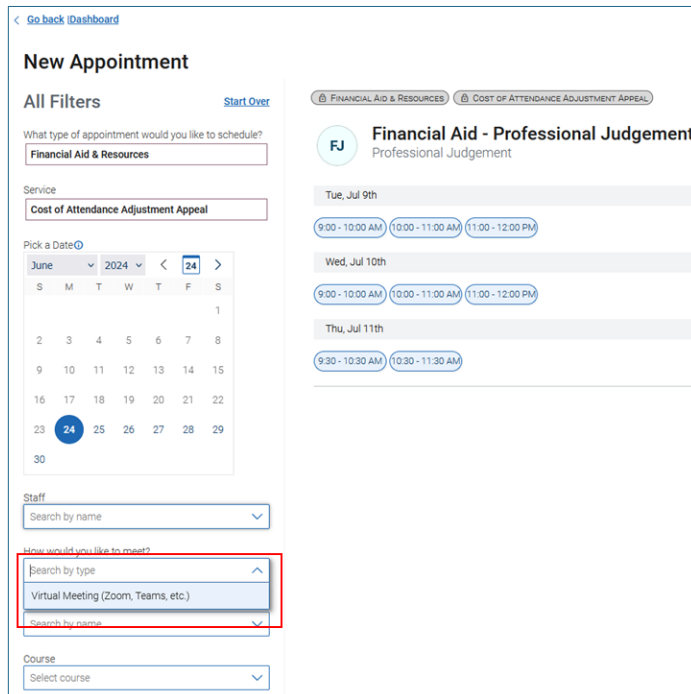 Go back |Dashboard
New Appointment
All Filters
Start Over
What type of appointment would you like to schedule?
Financial Aid & Resources
Service
Cost of Attendance Adjustment Appeal
Pick a Date
June 2024 24
S M T W T F S
1
2 3 4 5 6 7 8
9 10 11 12 13 14 15
16 17 18 19 20 21 22
23 24 25 26 27 28 29
30
Staff
Search by name
How would you like to meet?
Search by type
Virtual Meeting (Zoom, Teams, etc.)
Search by name
Course
Select course
Financial Aid & Resources Cost of Attendance Adjustment Appeal
FJ
Financial Aid - Professional Judgement
Professional Judgement
Tue, Jul 9th
9:00 - 10:00 AM 10:00 - 11:00 AM 11:00 - 12:00 PM
Wed, Jul 10th
9:00 - 10:00 AM 10:00 - 11:00 AM 11:00 - 12:00 PM
Thu, Jul 11th
9:30 - 10:30 AM 10:30 - 11:30 AM